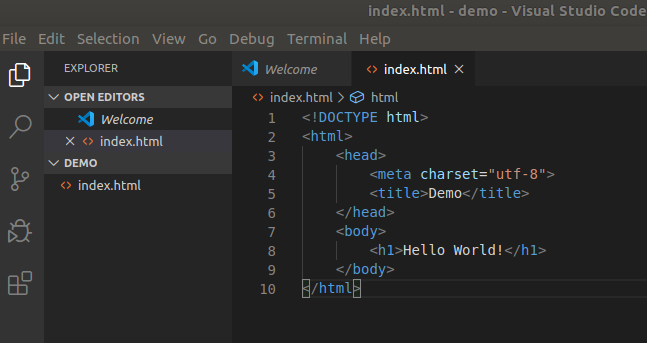 index.html - demo - Visual Studio Code
File Edit Selection View Go Debug Terminal Help
EXPLORER
OPEN EDITORS
Welcome
index.html
DEMO
index.html
Welcome index.html
index.html > html
1 <!DOCTYPE html>
2 <html>
3 <head>
4 <meta charset="utf-8">
5 <title>Demo</title>
6 </head>
7 <body>
8 <h1>Hello World!</h1>
9 </body>
10 </html>